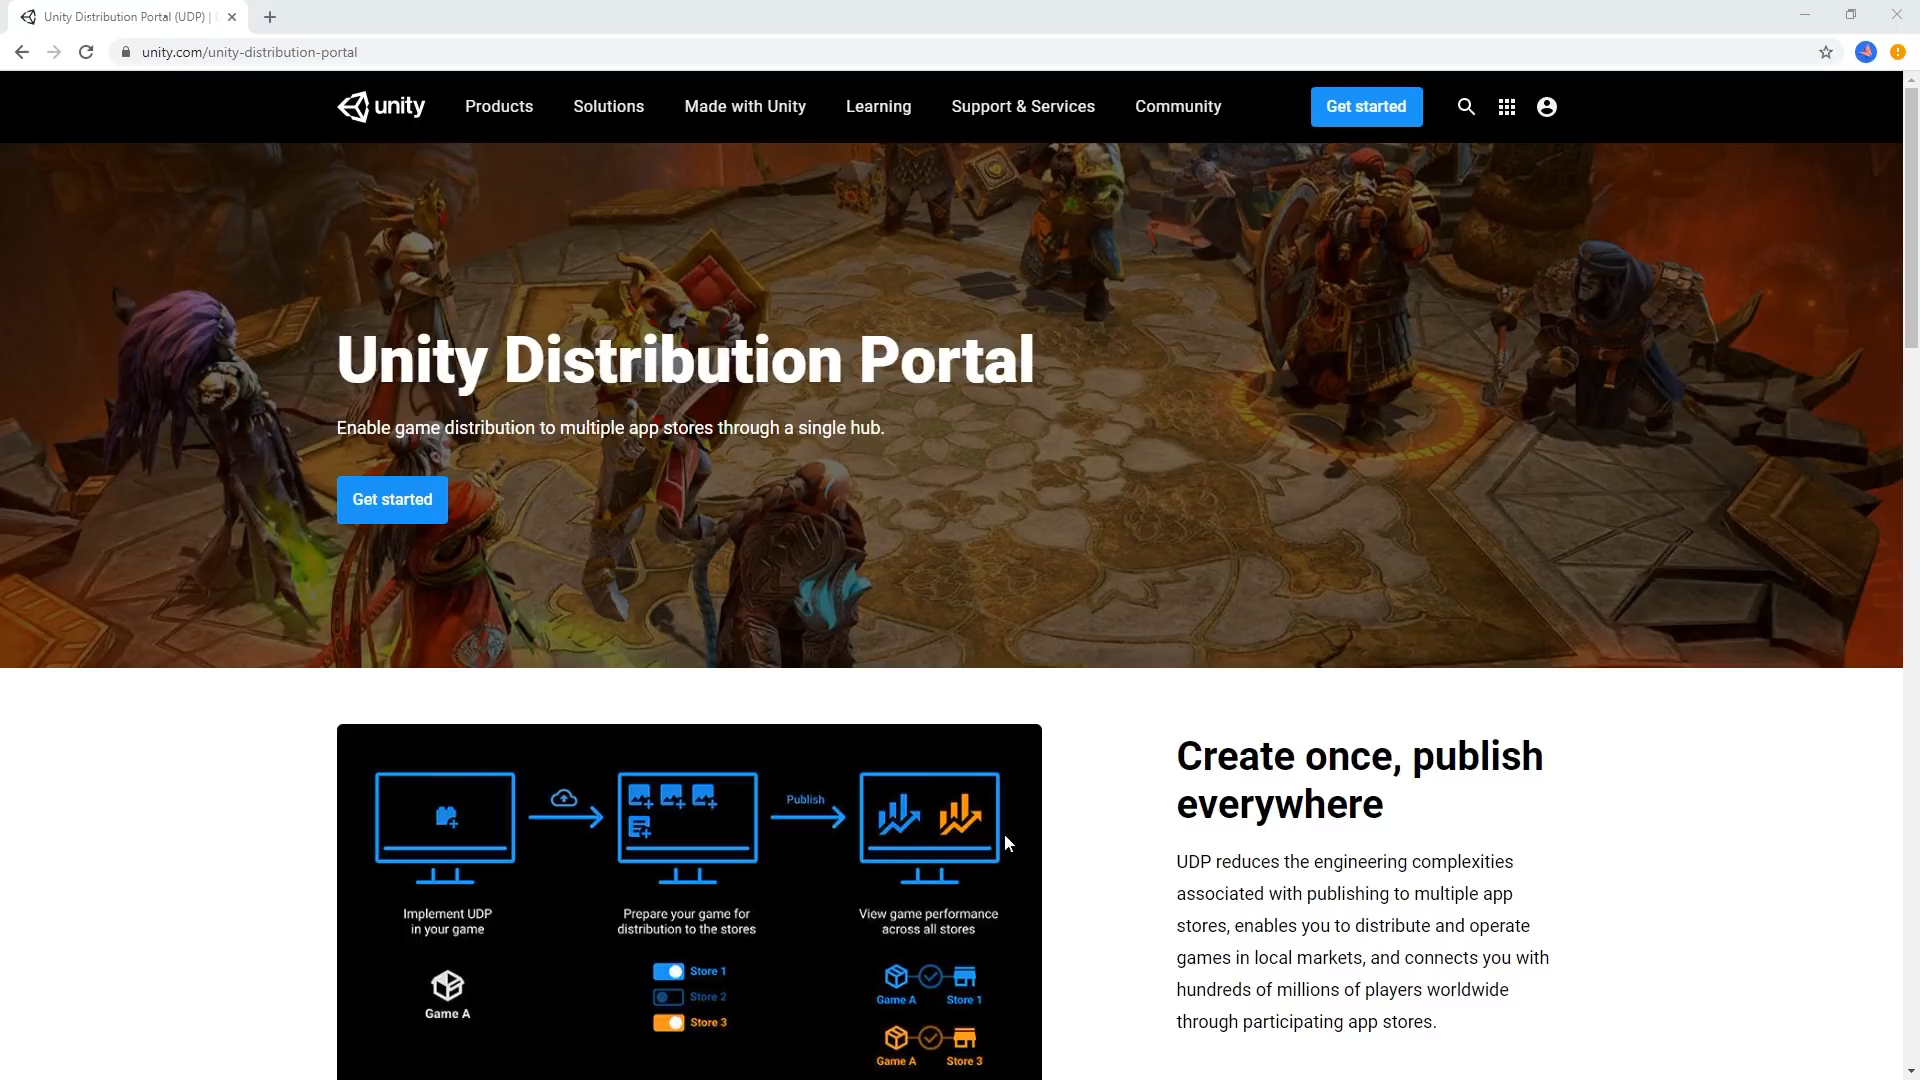 Unity Distribution Portal (UDP) |
unity.com/unity-distribution-portal
unity
Products
Solutions
Made with Unity
Learning
Support & Services
Community
Get started
Unity Distribution Portal
Enable game distribution to multiple app stores through a single hub.
Get started
Publish
Implement UDP
in your game
Prepare your game for
distribution to the stores
View game performance
across all stores
Game A
Store 1
Store 2
Store 3
Game A
Store 1
Game A
Store 3
Create once, publish
everywhere
UDP reduces the engineering complexities
associated with publishing to multiple app
stores, enables you to distribute and operate
games in local markets, and connects you with
hundreds of millions of players worldwide
through participating app stores.